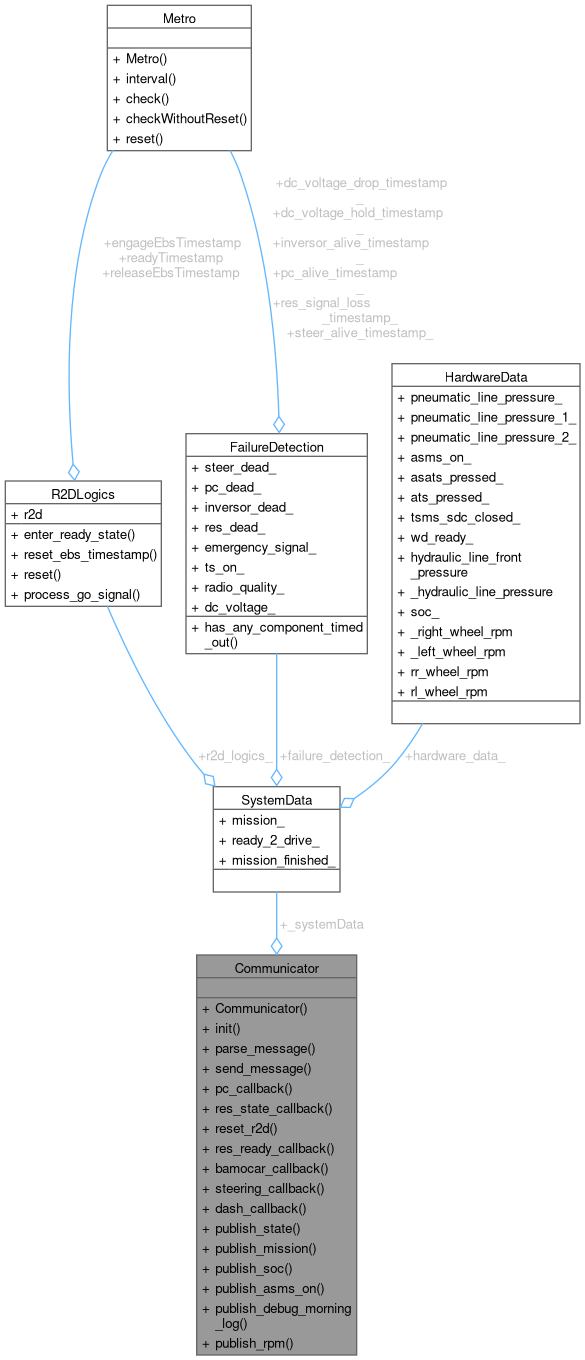 Metro
+ Metro()
+ interval()
+ check()
+ checkWithoutReset()
+ reset()
+engageEbsTimestamp
+readyTimestamp
+releaseEbsTimestamp
+dc_voltage_drop_timestamp
_
+dc_voltage_hold_timestamp
_
+inversor_alive_timestamp
_
+pc_alive_timestamp
_
+res_signal_loss
_timestamp_
+steer_alive_timestamp_
HardwareData
+ pneumatic_line_pressure_
+ pneumatic_line_pressure_1_
+ pneumatic_line_pressure_2_
+ asms_on_
+ asats_pressed_
+ ats_pressed_
+ tsms_sdc_closed_
+ wd_ready_
+ hydraulic_line_front
_pressure
+ _hydraulic_line_pressure
+ soc_
+ _right_wheel_rpm
+ _left_wheel_rpm
+ rr_wheel_rpm
+ rl_wheel_rpm
FailureDetection
+ steer_dead_
+ pc_dead_
+ inversor_dead_
+ res_dead_
+ emergency_signal_
+ ts_on_
+ radio_quality_
+ dc_voltage_
+ has_any_component_timed
_out()
R2DLogics
+ r2d
+ enter_ready_state()
+ reset_ebs_timestamp()
+ reset()
+ process_go_signal()
+r2d_logics_
+failure_detection_
+hardware_data_
SystemData
+ mission_
+ ready_2_drive_
+ mission_finished_
+_systemData
Communicator
+ Communicator()
+ init()
+ parse_message()
+ send_message()
+ pc_callback()
+ res_state_callback()
+ reset_r2d()
+ res_ready_callback()
+ bamocar_callback()
+ steering_callback()
+ dash_callback()
+ publish_state()
+ publish_mission()
+ publish_soc()
+ publish_asms_on()
+ publish_debug_morning
_log()
+ publish_rpm()